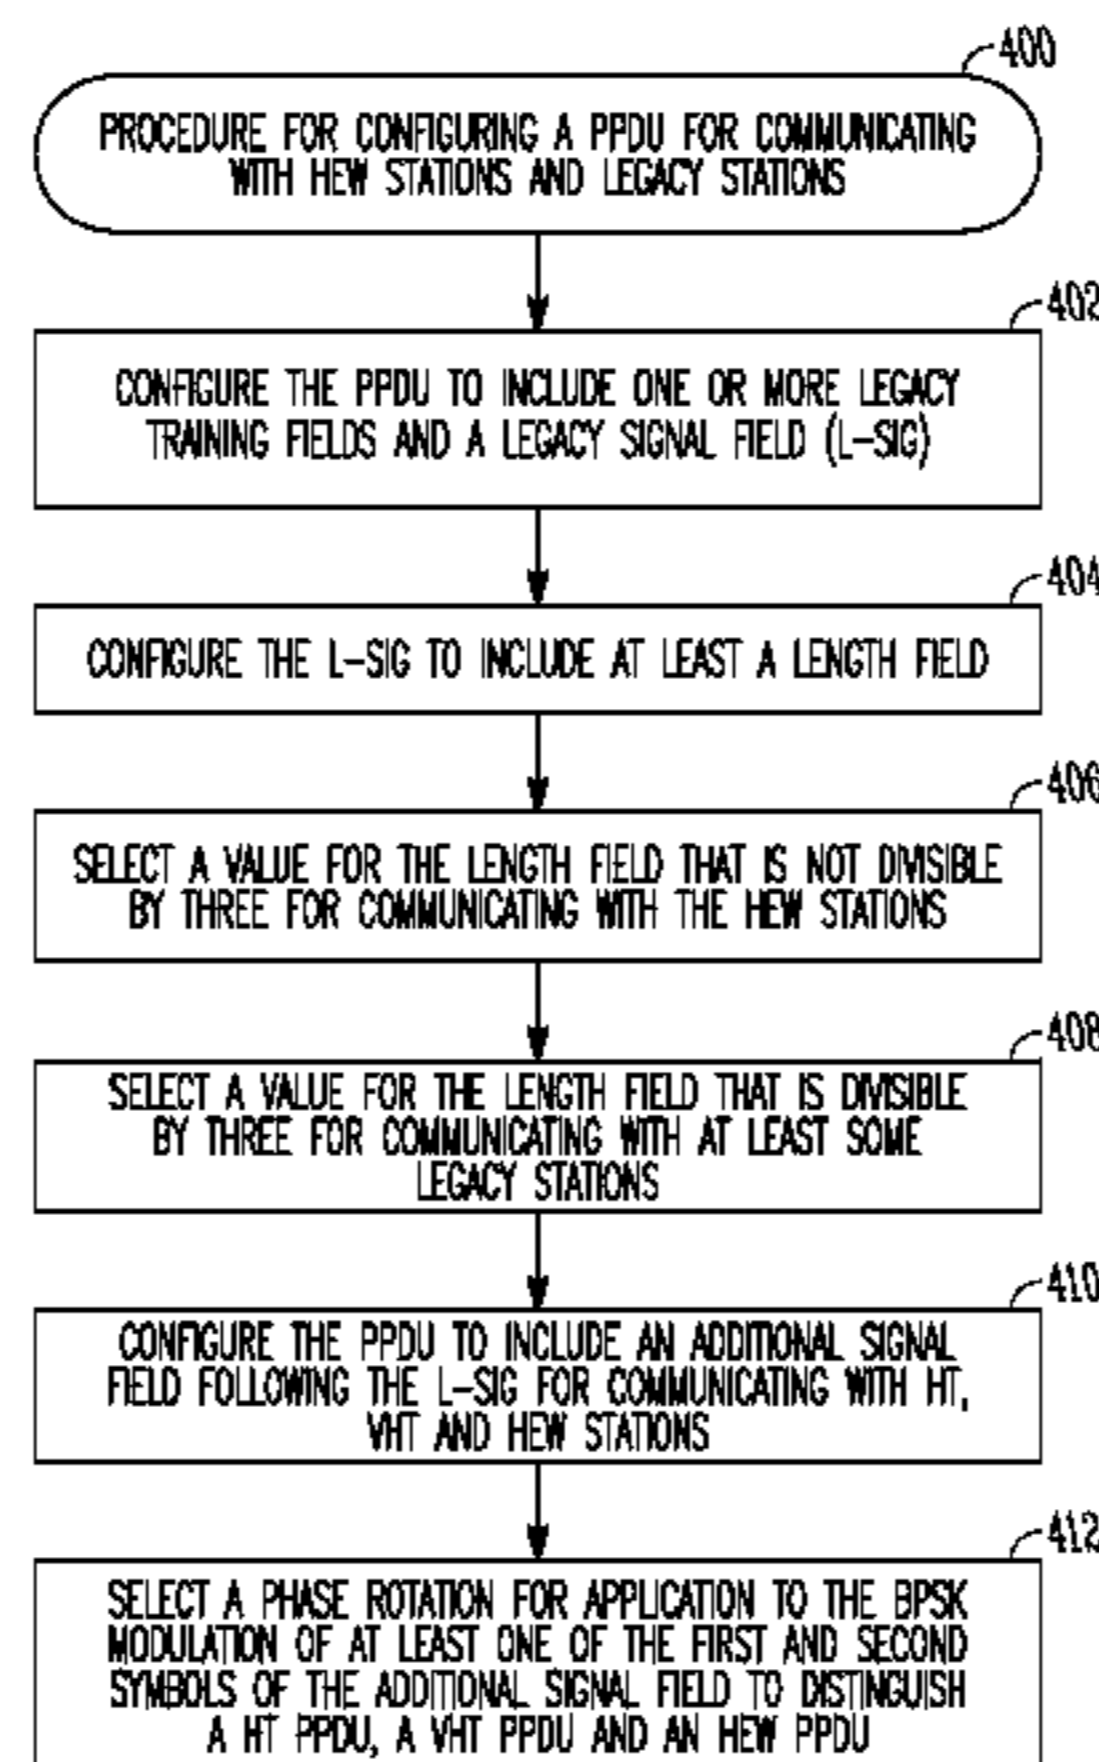 400
PROCEDURE FOR CONFIGURING A PPDU FOR COMMUNICATING
WITH HEW STATIONS AND LEGACY STATIONS
402
CONFIGURE THE PPDU TO INCLUDE ONE OR MORE LEGACY
TRAINING FIELDS AND A LEGACY SIGNAL FIELD (L-SIG)
404
CONFIGURE THE L-SIG TO INCLUDE AT LEAST A LENGTH FIELD
406
SELECT A VALUE FOR THE LENGTH FIELD THAT IS NOT DIVISIBLE
BY THREE FOR COMMUNICATING WITH THE HEW STATIONS
408
SELECT A VALUE FOR THE LENGTH FIELD THAT IS DIVISIBLE
BY THREE FOR COMMUNICATING WITH AT LEAST SOME
LEGACY STATIONS
410
CONFIGURE THE PPDU TO INCLUDE AN ADDITIONAL SIGNAL
FIELD FOLLOWING THE L-SIG FOR COMMUNICATING WITH HT,
VHT AND HEW STATIONS
412
SELECT A PHASE ROTATION FOR APPLICATION TO THE BPSK
MODULATION OF AT LEAST ONE OF THE FIRST AND SECOND
SYMBOLS OF THE ADDITIONAL SIGNAL FIELD TO DISTINGUISH
A HT PPDU, A VHT PPDU AND AN HEW PPDU